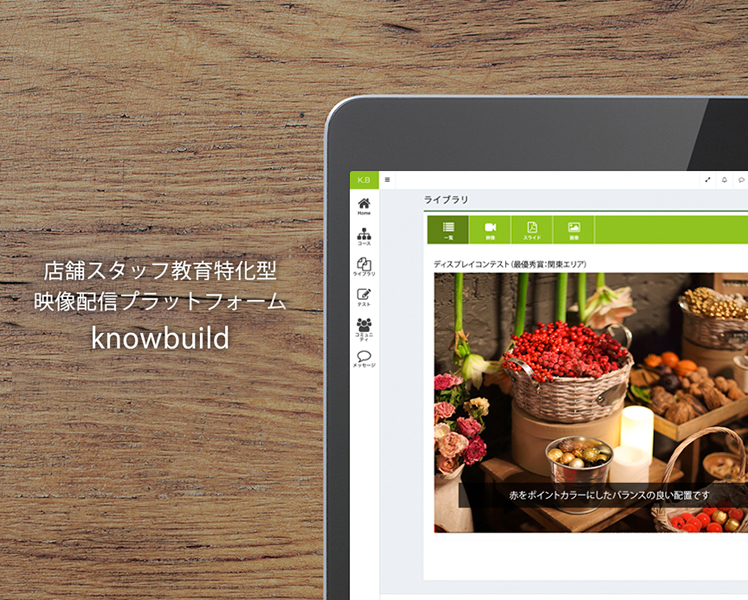 店舗スタッフ教育特化型
映像配信プラットフォーム
knowbuild
K.B
Home
コース
ライブラリ
テスト
コミュニ
ティ
メッセージ
ライブラリ
一覧
映像
スライド
画像
ディスプレイコンテスト（最優秀賞：関東エリア）
赤をポイントカラーにしたバランスの良い配置です